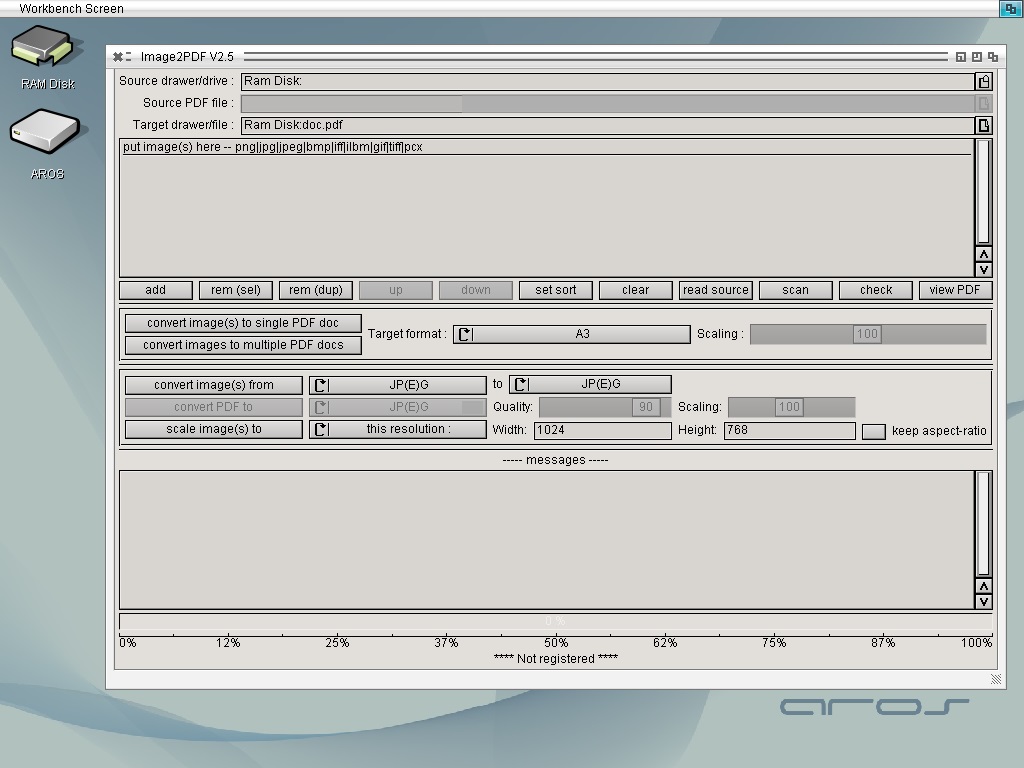 Workbench Screen
RAM Disk
AROS
Image2PDF V2.5
Source drawer/drive : Ram Disk:
Source PDF file :
Target drawer/file : Ram Disk:doc.pdf
put image(s) here -- png|jpg|jpeg|bmp|iff|ilbm|gif|tiff|pcx
add rem (sel) rem (dup) up down set sort clear read source scan check view PDF
convert image(s) to single PDF doc
Target format : A3 Scaling : 100
convert images to multiple PDF docs
convert image(s) from JP(E)G to JP(E)G
convert PDF to JP(E)G Quality: 90 Scaling: 100
scale image(s) to this resolution : Width: 1024 Height: 768 keep aspect-ratio
----- messages -----
0 %
0% 12% 25% 37% 50% 62% 75% 87% 100%
**** Not registered ****
aros